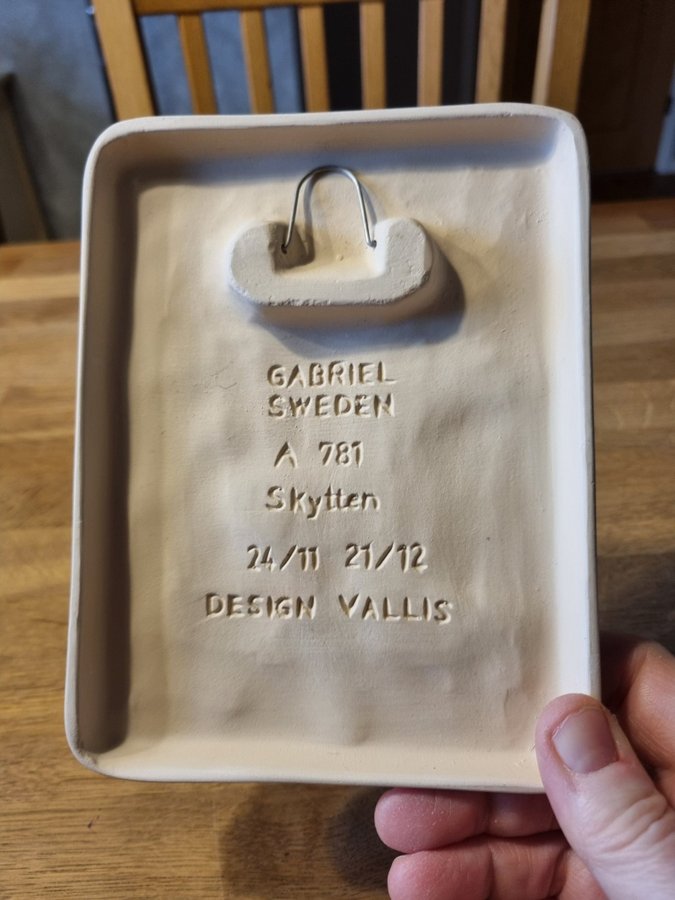 GABRIEL
SWEDEN
A 781
Skytten
24/11 21/12
DESIGN VALLIS